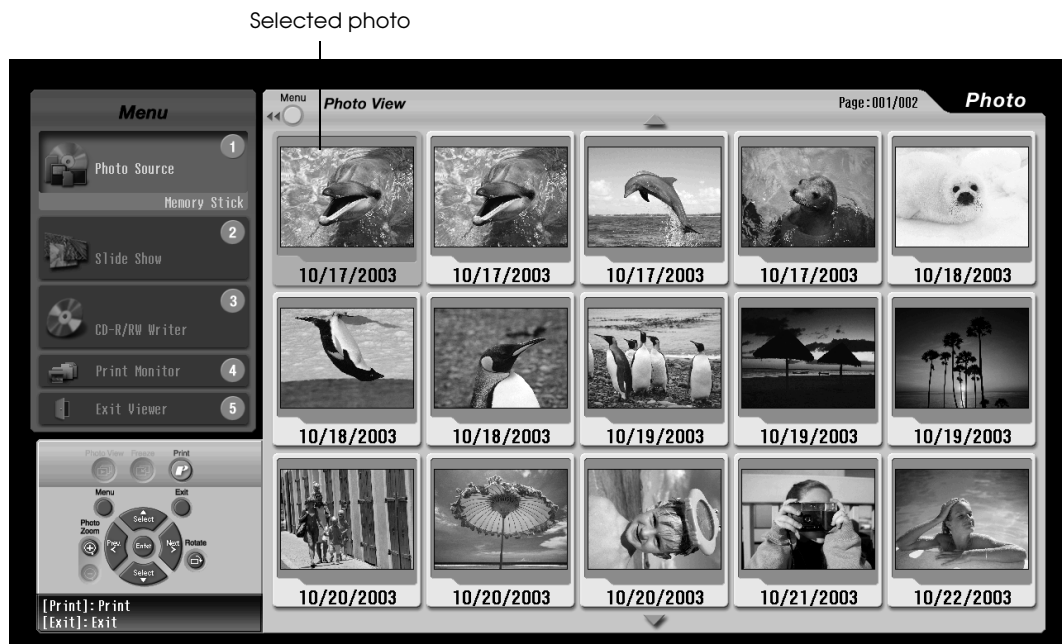 Selected photo
Menu
Photo Source
1
Memory Stick
Slide Show
2
CD-R/RW Writer
3
Print Monitor
4
Exit Viewer
5
Photo View
Freeze
Print
Menu
Exit
Photo Zoom
Select
Prev.
Enter
Next
Rotate
Select
[Print]: Print
[Exit]: Exit
Menu
Photo View
Page:001/002
Photo
10/17/2003 10/17/2003 10/17/2003 10/17/2003 10/18/2003
10/18/2003 10/18/2003 10/19/2003 10/19/2003 10/19/2003
10/20/2003 10/20/2003 10/20/2003 10/21/2003 10/22/2003